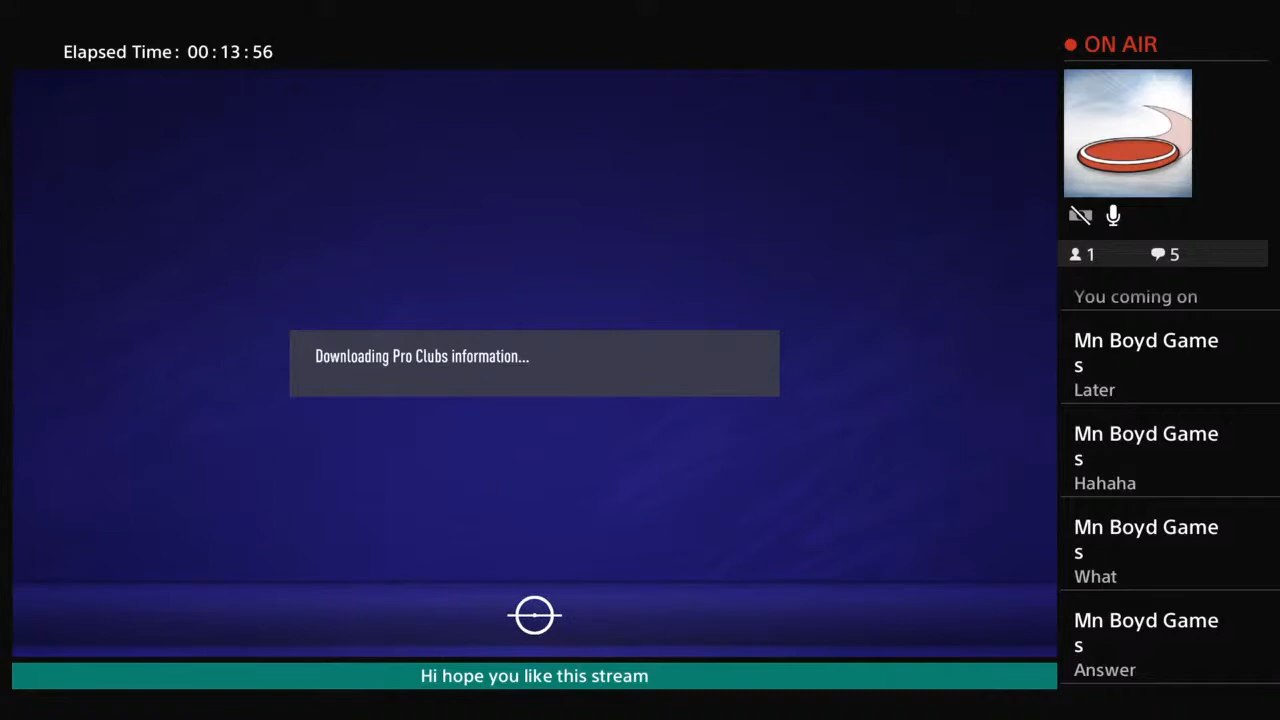 Elapsed Time: 00:13:56
ON AIR
1 5
You coming on
Mn Boyd Game
s
Later
Mn Boyd Game
s
Hahaha
Mn Boyd Game
s
What
Mn Boyd Game
s
Answer
Downloading Pro Clubs information...
Hi hope you like this stream